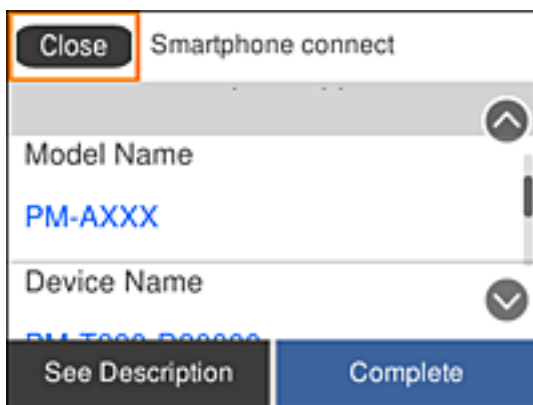 Close
Smartphone connect
Model Name
PM-AXXX
Device Name
See Description
Complete